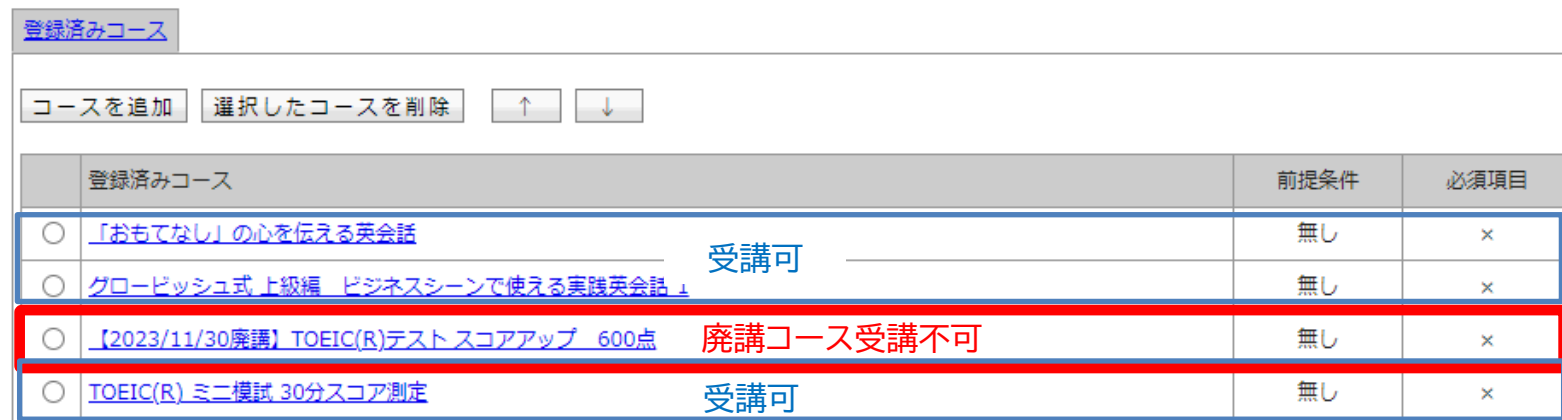 登録済みコース
コースを追加 選択したコースを削除 ↑ ↓
登録済みコース 前提条件 必須項目
「おもてなし」の心を伝える英会話 無し ×
受講可
グロービッシュ式 上級編　ビジネスシーンで使える実践英会話 1 無し ×
【2023/11/30廃講】TOEIC(R)テスト スコアアップ　600点 廃講コース受講不可 無し ×
TOEIC(R) ミニ模試 30分スコア測定 受講可 無し ×